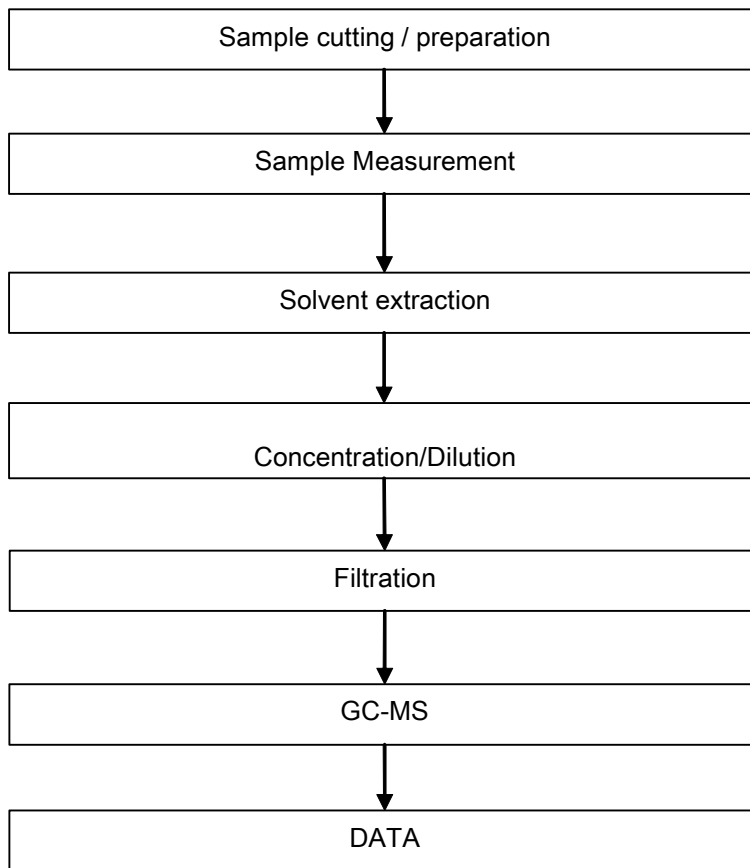 Sample cutting / preparation
Sample Measurement
Solvent extraction
Concentration/Dilution
Filtration
GC-MS
DATA